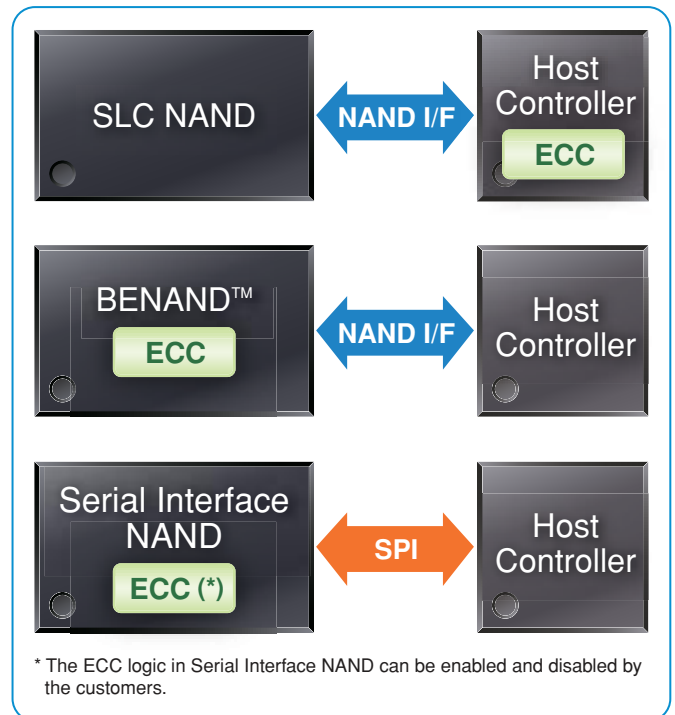 SLC NAND
NAND I/F
Host
Controller
ECC
BENAND™
ECC
NAND I/F
Host
Controller
Serial Interface
NAND
ECC (*)
SPI
Host
Controller
* The ECC logic in Serial Interface NAND can be enabled and disabled by
the customers.